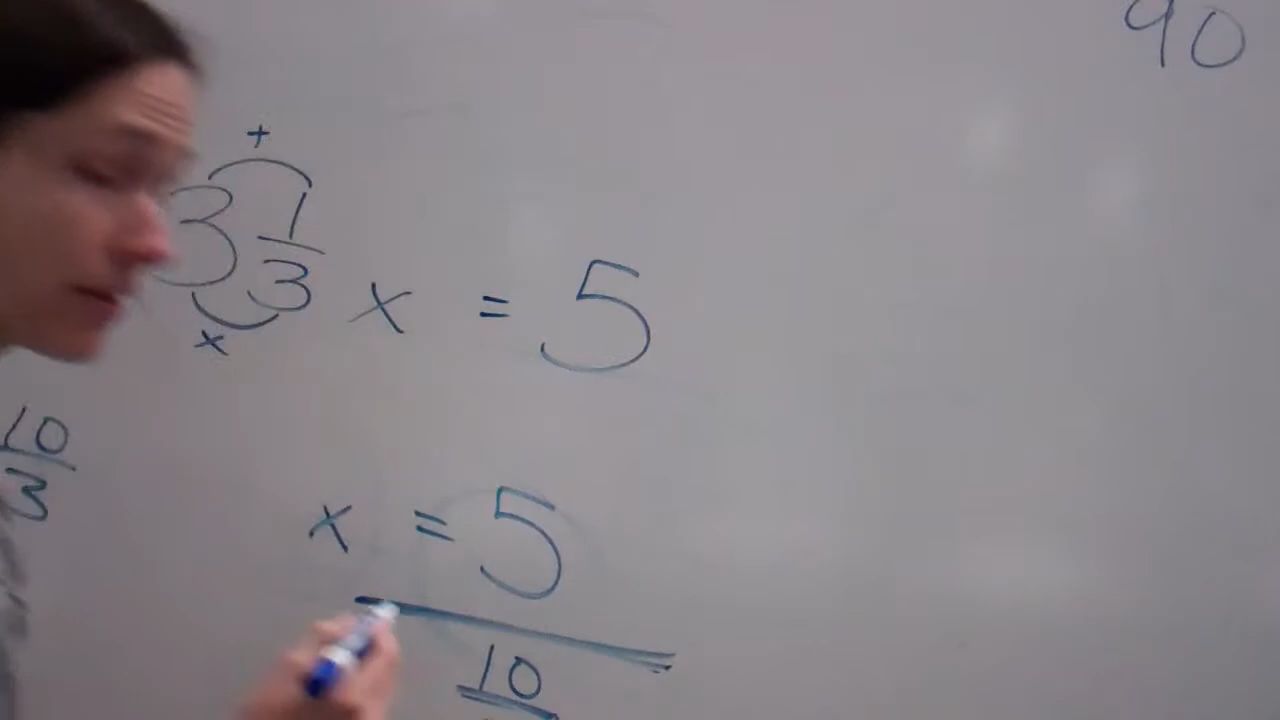 90
+
3 1/3 x = 5
x
10/3
x = 5
10